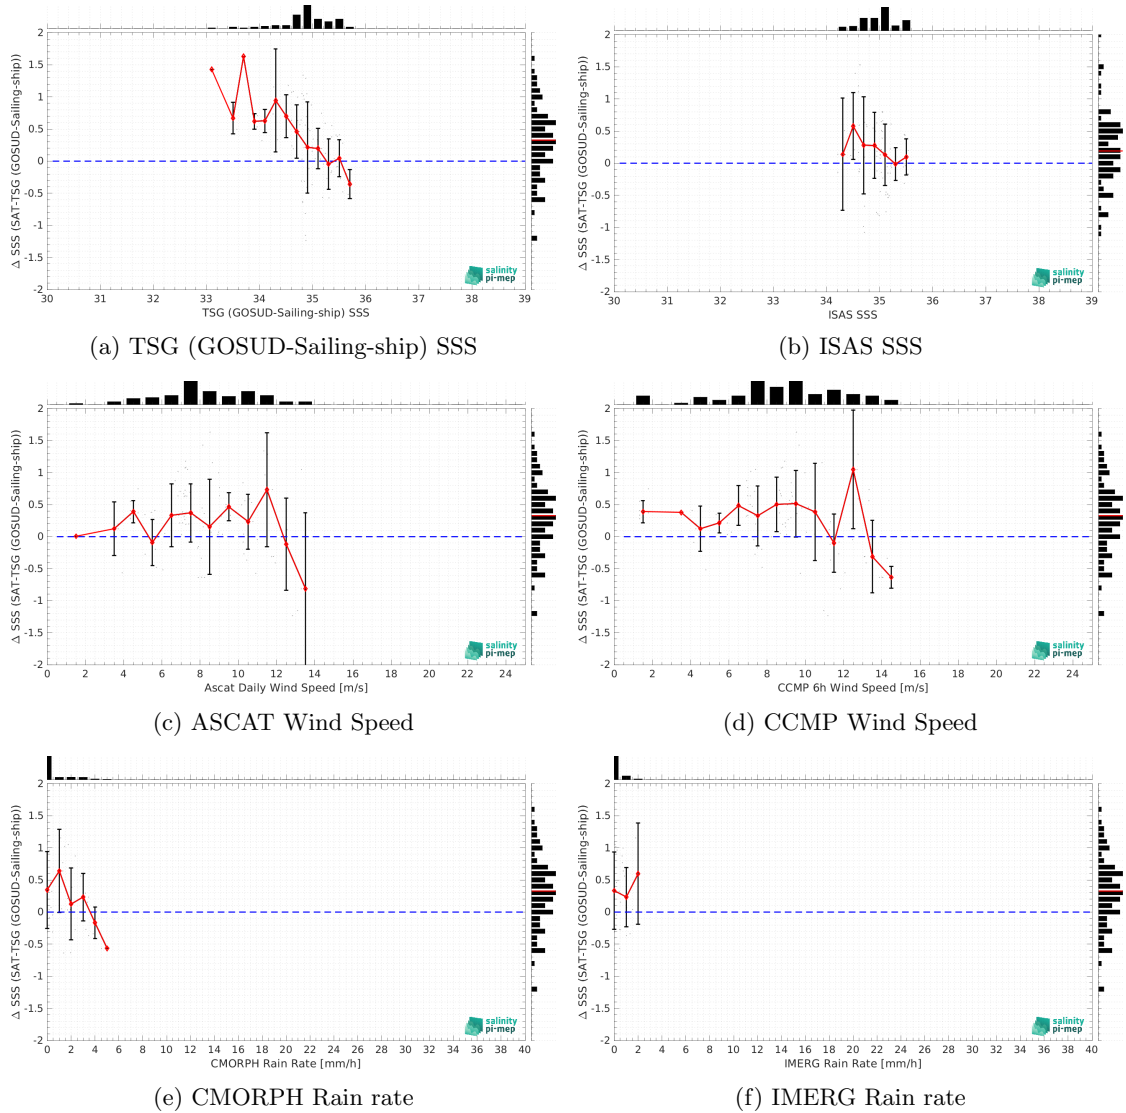 2
1.5
1
0.5
0
-0.5
-1
-1.5
-2
Δ SSS (SAT-TSG (GOSUD-Sailing-ship))
salinity
pi-mep
30 31 32 33 34 35 36 37 38 39
TSG (GOSUD-Sailing-ship) SSS
(a) TSG (GOSUD-Sailing-ship) SSS
2
1.5
1
0.5
0
-0.5
-1
-1.5
-2
Δ SSS (SAT-TSG (GOSUD-Sailing-ship))
salinity
pi-mep
30 31 32 33 34 35 36 37 38 39
ISAS SSS
(b) ISAS SSS
2
1.5
1
0.5
0
-0.5
-1
-1.5
-2
Δ SSS (SAT-TSG (GOSUD-Sailing-ship))
salinity
pi-mep
0 2 4 6 8 10 12 14 16 18 20 22 24
Ascat Daily Wind Speed [m/s]
(c) ASCAT Wind Speed
2
1.5
1
0.5
0
-0.5
-1
-1.5
-2
Δ SSS (SAT-TSG (GOSUD-Sailing-ship))
salinity
pi-mep
0 2 4 6 8 10 12 14 16 18 20 22 24
CCMP 6h Wind Speed [m/s]
(d) CCMP Wind Speed
2
1.5
1
0.5
0
-0.5
-1
-1.5
-2
Δ SSS (SAT-TSG (GOSUD-Sailing-ship))
salinity
pi-mep
0 2 4 6 8 10 12 14 16 18 20 22 24 26 28 30 32 34 36 38 40
CMORPH Rain Rate [mm/h]
(e) CMORPH Rain rate
2
1.5
1
0.5
0
-0.5
-1
-1.5
-2
Δ SSS (SAT-TSG (GOSUD-Sailing-ship))
salinity
pi-mep
0 2 4 6 8 10 12 14 16 18 20 22 24 26 28 30 32 34 36 38 40
IMERG Rain Rate [mm/h]
(f) IMERG Rain rate